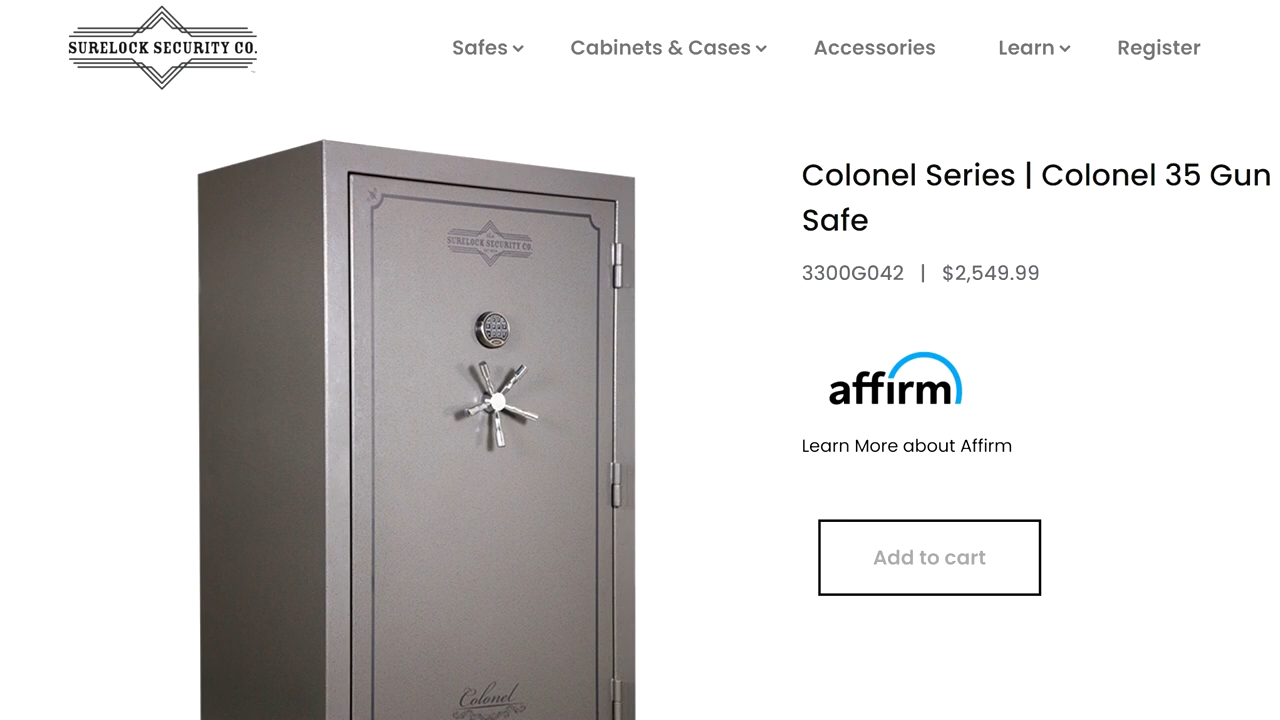 SURELOCK SECURITY CO.
Safes
Cabinets & Cases
Accessories
Learn
Register
SURELOCK SECURITY CO.
Colonel
Colonel Series | Colonel 35 Gun
Safe
3300G042 | $2,549.99
affirm
Learn More about Affirm
Add to cart